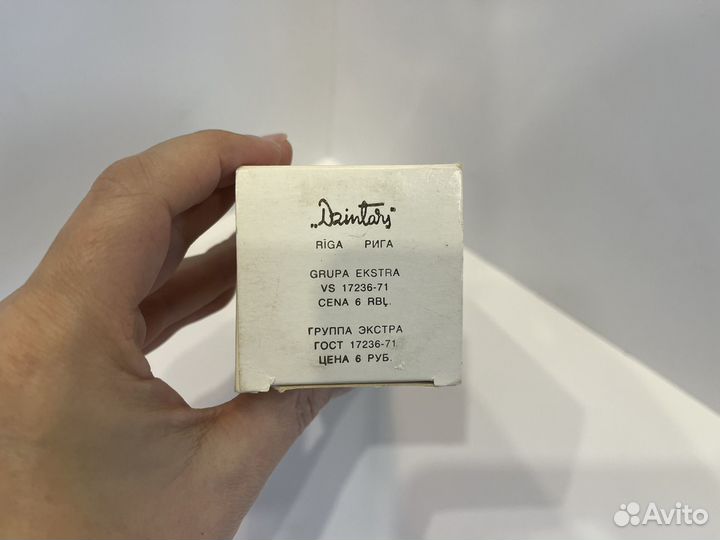 „Dzintars"
RĪGA РИГА
GRUPA EKSTRA
VS 17236-71
CENA 6 RBĻ.
ГРУППА ЭКСТРА
ГОСТ 17236-71
ЦЕНА 6 РУБ.
Avito